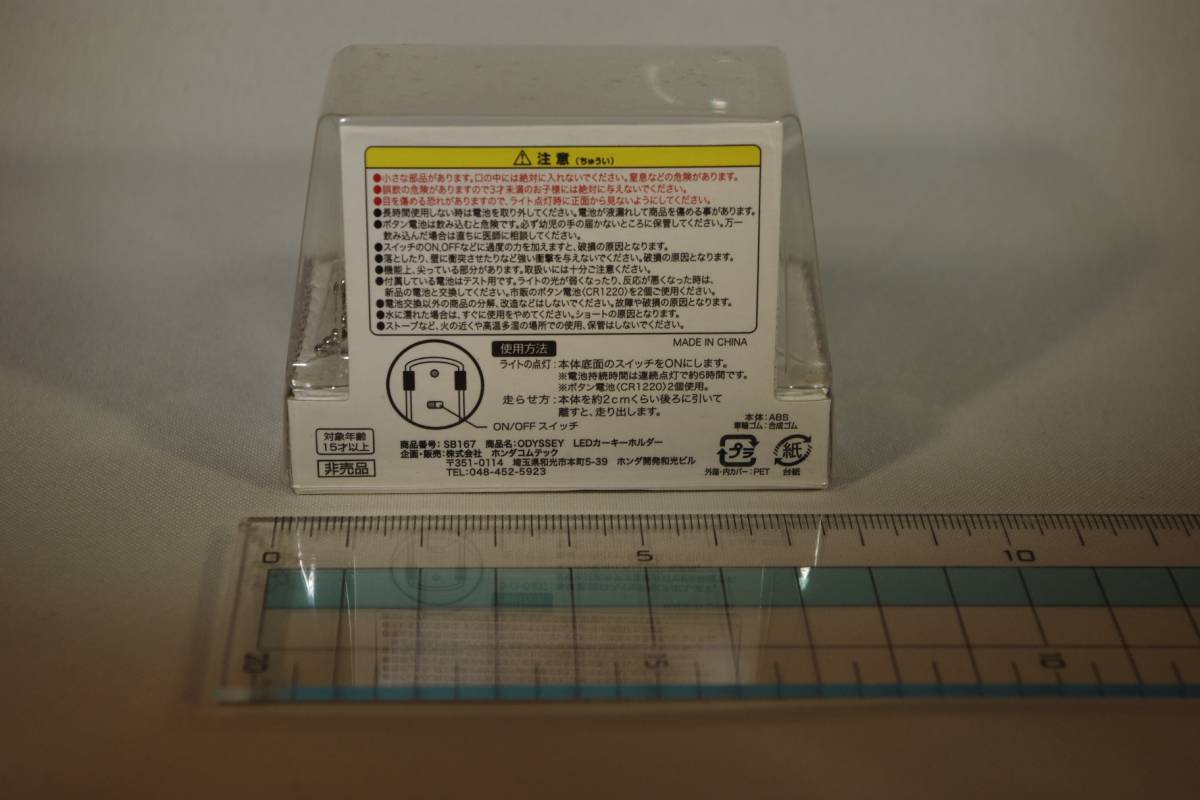 ⚠ 注意（ちゅうい）
●小さな部品があります。口の中には絶対に入れないでください。窒息などの危険があります。
●誤飲の危険がありますので3才未満のお子様には絶対に与えないでください。
●目を傷める恐れがありますので、ライト点灯時に正面から見ないようにしてください。
●長時間使用しない時は電池を取り外してください。電池が液漏れして商品を傷める事があります。
●ボタン電池は飲み込むと危険です。必ず幼児の手の届かないところに保管してください。万一
飲み込んだ場合は直ちに医師に相談してください。
●スイッチのON,OFFなどに過度の力を加えますと、破損の原因となります。
●落としたり、壁に衝突させたりなど強い衝撃を与えないでください。破損の原因となります。
●機能上、尖っている部分があります。取扱いには十分ご注意ください。
●付属している電池はテスト用です。ライトの光が弱くなったり、反応が悪くなった時は、
新品の電池と交換してください。市販のボタン電池〈CR1220〉を2個ご使用ください。
●電池交換以外の商品の分解、改造などはしないでください。故障や破損の原因となります。
●水に濡れた場合は、すぐに使用をやめてください。ショートの原因となります。
●ストーブなど、火の近くや高温多湿の場所での使用、保管はしないでください。
MADE IN CHINA
使用方法
ライトの点灯：本体底面のスイッチをONにします。
※電池持続時間は連続点灯で約6時間です。
※ボタン電池〈CR1220〉2個使用。
走らせ方：本体を約2cmくらい後ろに引いて
離すと、走り出します。
ON/OFF スイッチ
本体：ABS
車輪ゴム：合成ゴム
対象年齢
15才以上
非売品
商品番号：SB167　商品名：ODYSSEY　LEDカーキーホルダー
企画・販売：株式会社　ホンダコムテック
〒351-0114　埼玉県和光市本町5-39　ホンダ開発和光ビル
TEL:048-452-5923
プラ
外箱・内カバー：PET
紙
台紙
0 5 10
5